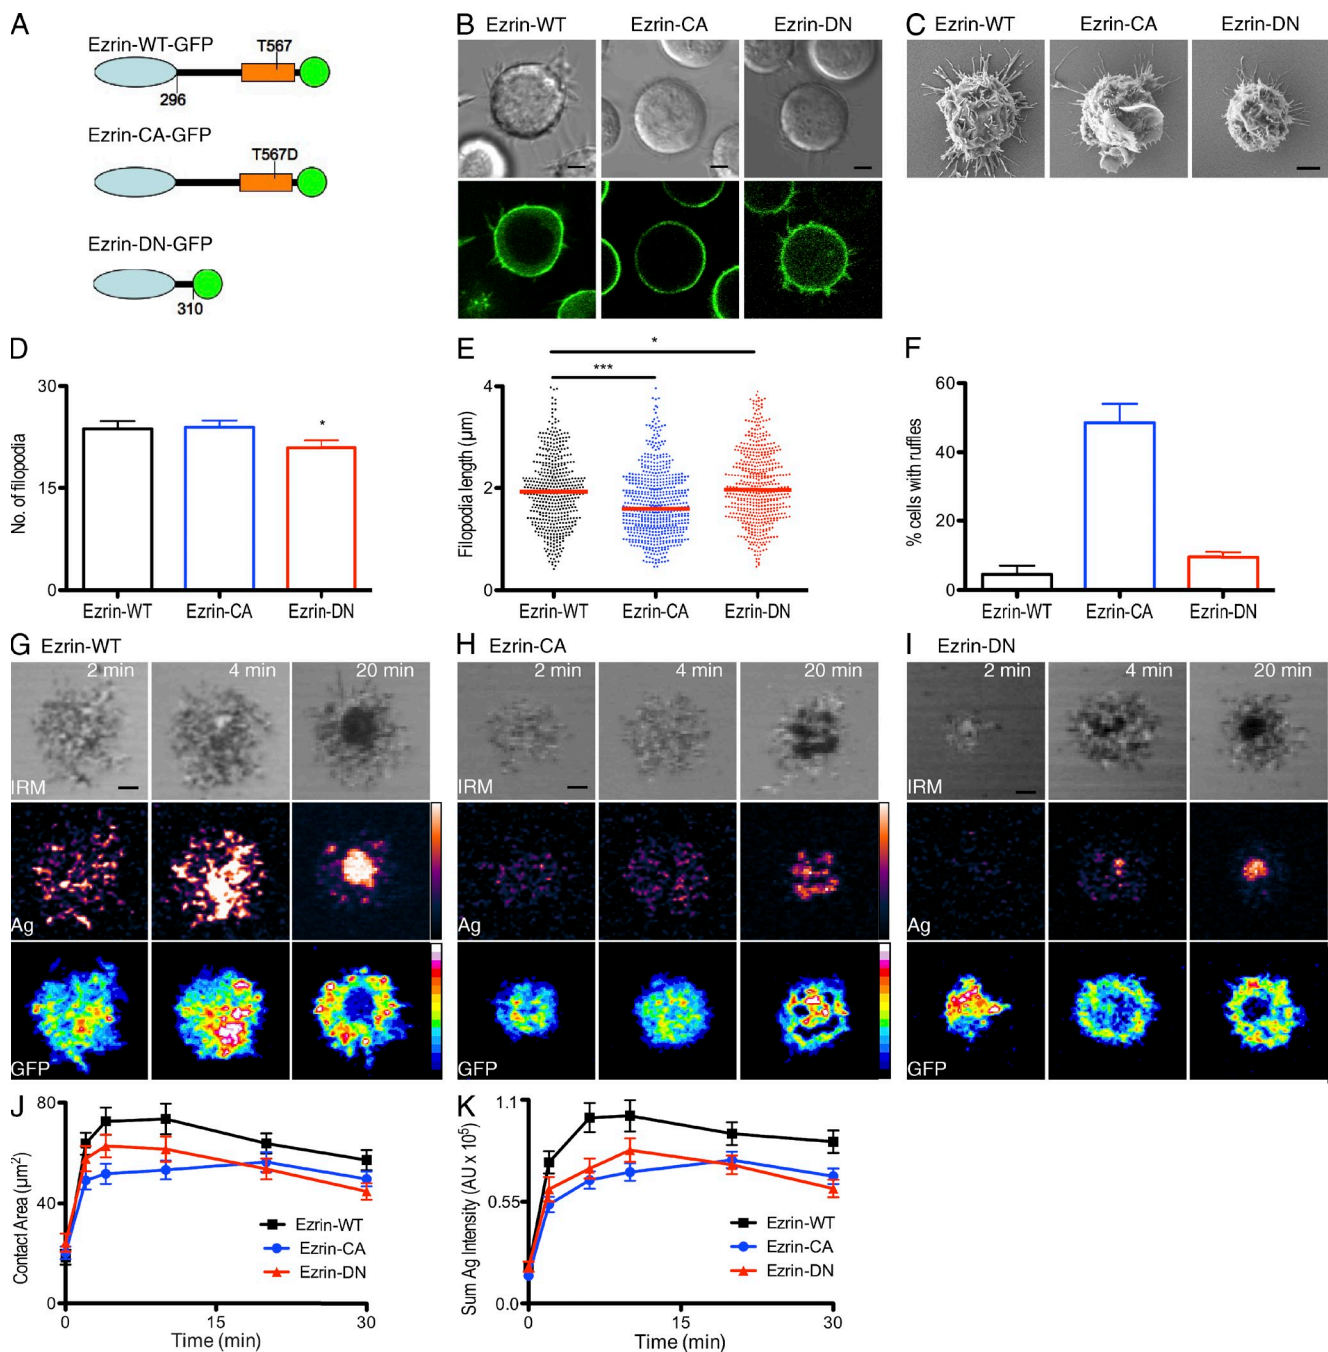 A
Ezrin-WT-GFP
T567
296
Ezrin-CA-GFP
T567D
Ezrin-DN-GFP
310
B
Ezrin-WT
Ezrin-CA
Ezrin-DN
C
Ezrin-WT
Ezrin-CA
Ezrin-DN
D
No. of filopodia
30
15
0
*
Ezrin-WT
Ezrin-CA
Ezrin-DN
E
Filopodia length (µm)
4
2
0
*
***
Ezrin-WT
Ezrin-CA
Ezrin-DN
F
% cells with ruffles
60
40
20
0
Ezrin-WT
Ezrin-CA
Ezrin-DN
G Ezrin-WT
2 min
4 min
20 min
IRM
Ag
GFP
H Ezrin-CA
2 min
4 min
20 min
IRM
Ag
GFP
I Ezrin-DN
2 min
4 min
20 min
IRM
Ag
GFP
J
Contact Area (µm²)
80
40
0
0
15
30
Time (min)
Ezrin-WT
Ezrin-CA
Ezrin-DN
K
Sum Ag Intensity (AU x 10⁵)
1.1
0.55
0.0
0
15
30
Time (min)
Ezrin-WT
Ezrin-CA
Ezrin-DN